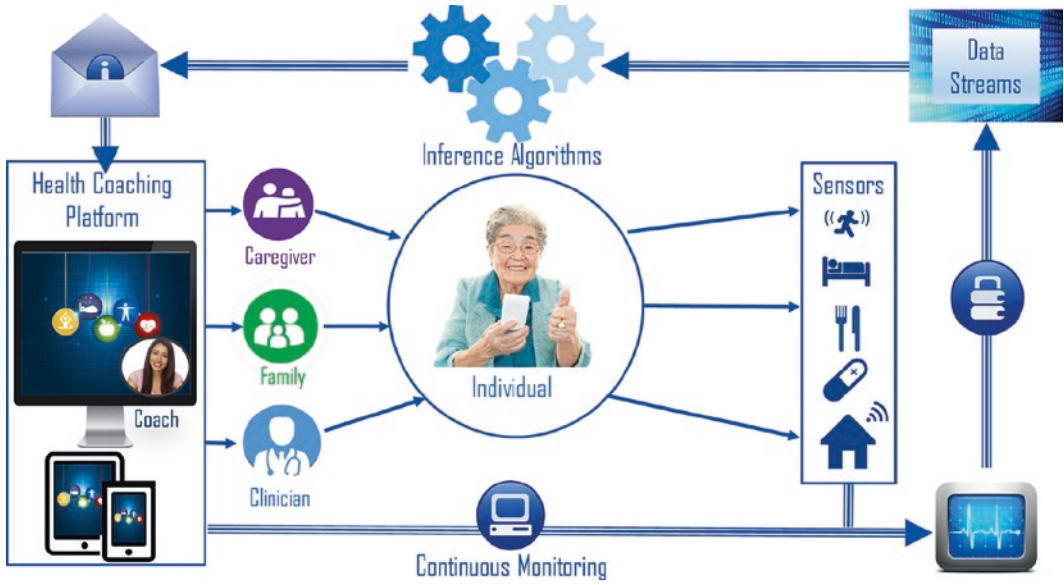 Data
Streams
Inference Algorithms
Health Coaching
Platform
Coach
Caregiver
Family
Clinician
Individual
Sensors
Continuous Monitoring